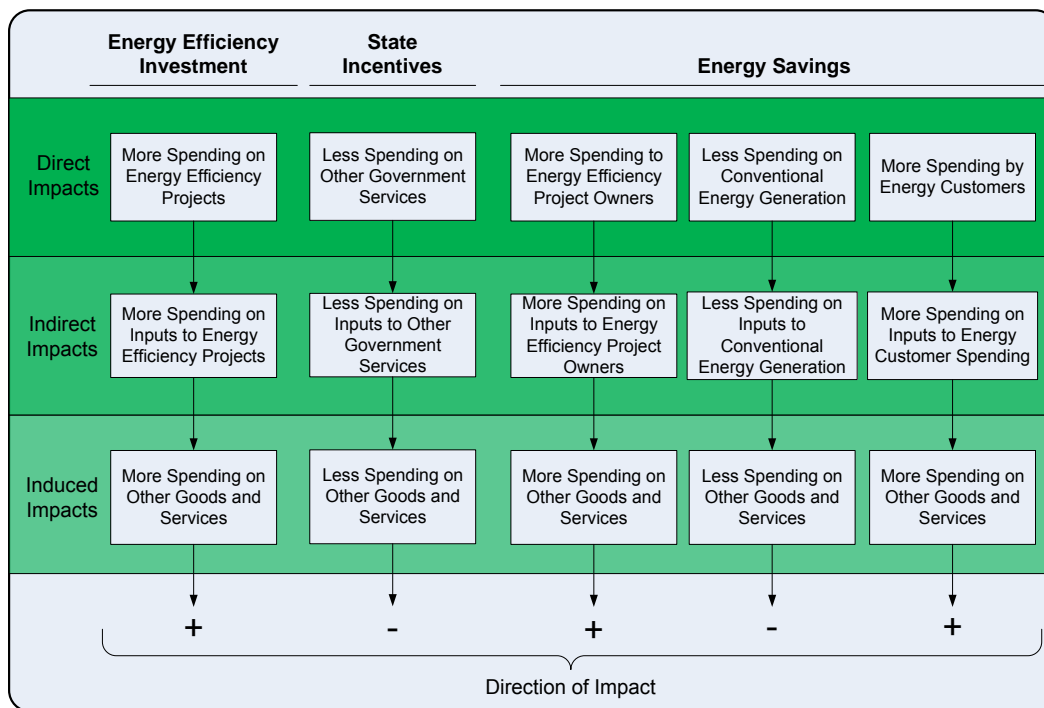 Energy Efficiency
Investment
State
Incentives
Energy Savings
Direct
Impacts
More Spending on
Energy Efficiency
Projects
Less Spending on
Other Government
Services
More Spending to
Energy Efficiency
Project Owners
Less Spending on
Conventional
Energy Generation
More Spending by
Energy Customers
Indirect
Impacts
More Spending on
Inputs to Energy
Efficiency Projects
Less Spending on
Inputs to Other
Government
Services
More Spending on
Inputs to Energy
Efficiency Project
Owners
Less Spending on
Inputs to
Conventional
Energy Generation
More Spending on
Inputs to Energy
Customer Spending
Induced
Impacts
More Spending on
Other Goods and
Services
Less Spending on
Other Goods and
Services
More Spending on
Other Goods and
Services
Less Spending on
Other Goods and
Services
More Spending on
Other Goods and
Services
+ - + - +
Direction of Impact